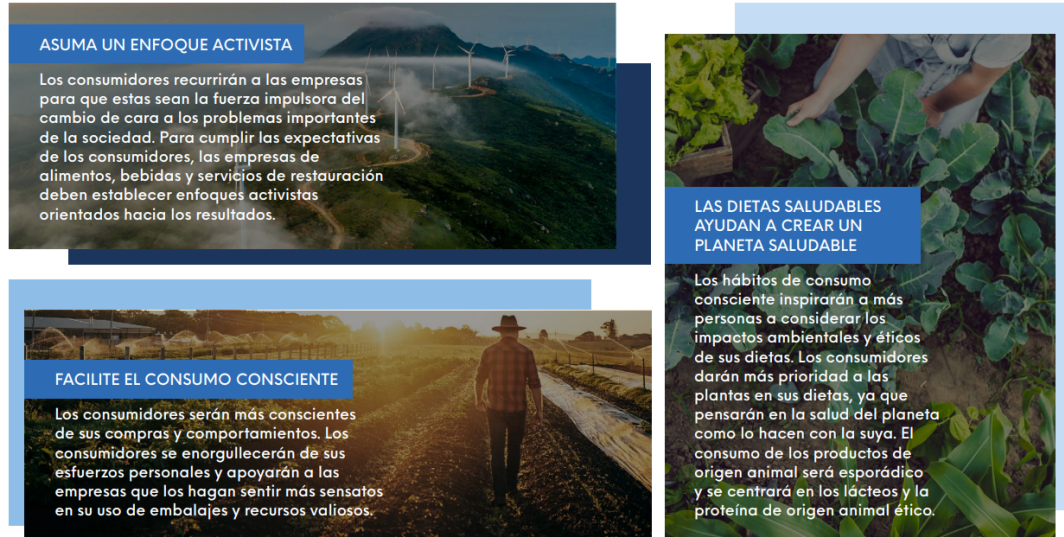 ASUMA UN ENFOQUE ACTIVISTA
Los consumidores recurrirán a las empresas
para que estas sean la fuerza impulsora del
cambio de cara a los problemas importantes
de la sociedad. Para cumplir las expectativas
de los consumidores, las empresas de
alimentos, bebidas y servicios de restauración
deben establecer enfoques activistas
orientados hacia los resultados.
FACILITE EL CONSUMO CONSCIENTE
Los consumidores serán más conscientes
de sus compras y comportamientos. Los
consumidores se enorgullecerán de sus
esfuerzos personales y apoyarán a las
empresas que los hagan sentir más sensatos
en su uso de embalajes y recursos valiosos.
LAS DIETAS SALUDABLES
AYUDAN A CREAR UN
PLANETA SALUDABLE
Los hábitos de consumo
consciente inspirarán a más
personas a considerar los
impactos ambientales y éticos
de sus dietas. Los consumidores
darán más prioridad a las
plantas en sus dietas, ya que
pensarán en la salud del planeta
como lo hacen con la suya. El
consumo de los productos de
origen animal será esporádico
y se centrará en los lácteos y la
proteína de origen animal ético.